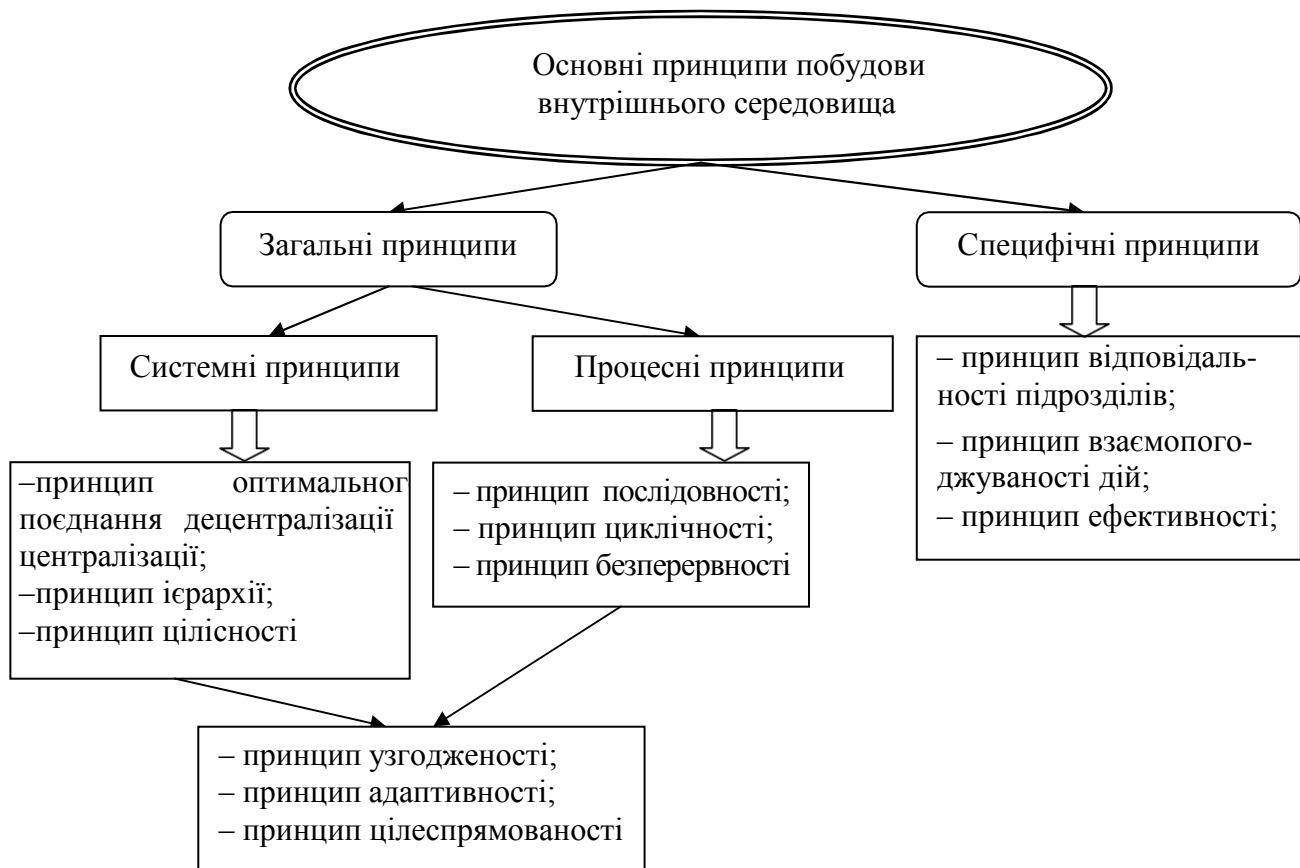 Основні принципи побудови
внутрішнього середовища
Загальні принципи
Специфічні принципи
Системні принципи
Процесні принципи
– принцип відповідаль-
ності підрозділів;
– принцип взаємопого-
джуваності дій;
– принцип ефективності;
–принцип оптимальног
поєднання децентралізації
централізації;
–принцип ієрархії;
–принцип цілісності
– принцип послідовності;
– принцип циклічності;
– принцип безперервності
– принцип узгодженості;
– принцип адаптивності;
– принцип цілеспрямованості